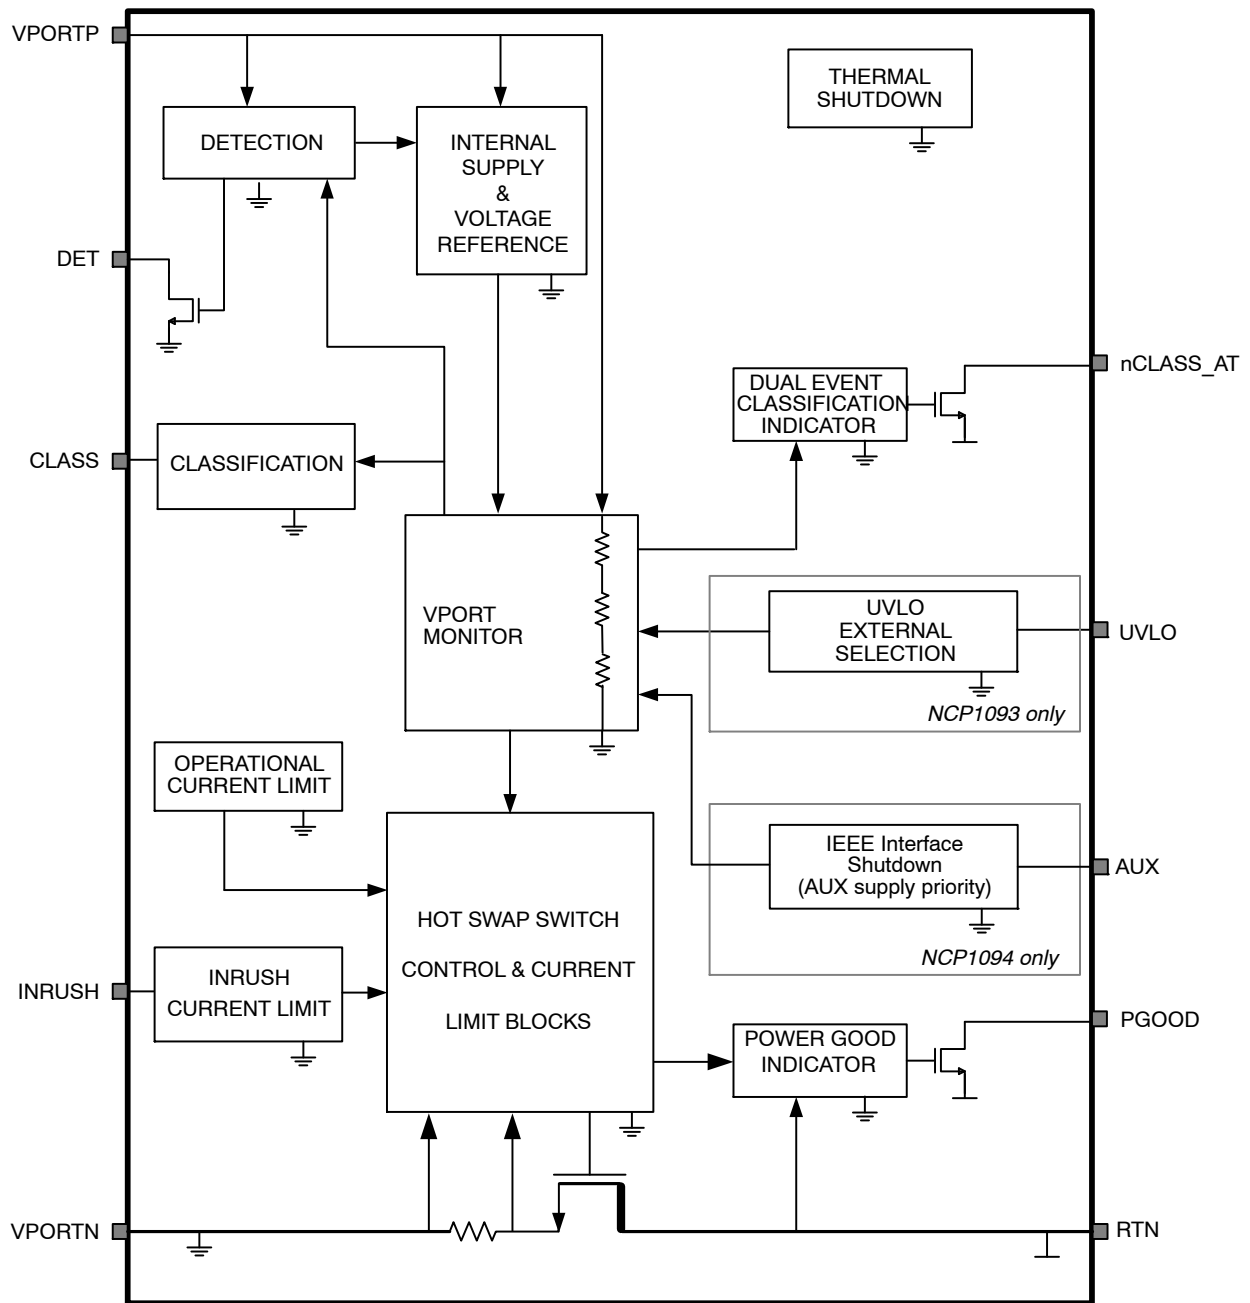 VPORTP
THERMAL
SHUTDOWN
DETECTION
INTERNAL
SUPPLY
&
VOLTAGE
REFERENCE
DET
nCLASS_AT
DUAL EVENT
CLASSIFICATION
INDICATOR
CLASS
CLASSIFICATION
VPORT
MONITOR
UVLO
EXTERNAL
SELECTION
UVLO
NCP1093 only
OPERATIONAL
CURRENT LIMIT
IEEE Interface
Shutdown
(AUX supply priority)
AUX
NCP1094 only
HOT SWAP SWITCH
CONTROL & CURRENT
LIMIT BLOCKS
INRUSH
INRUSH
CURRENT LIMIT
PGOOD
POWER GOOD
INDICATOR
VPORTN
RTN